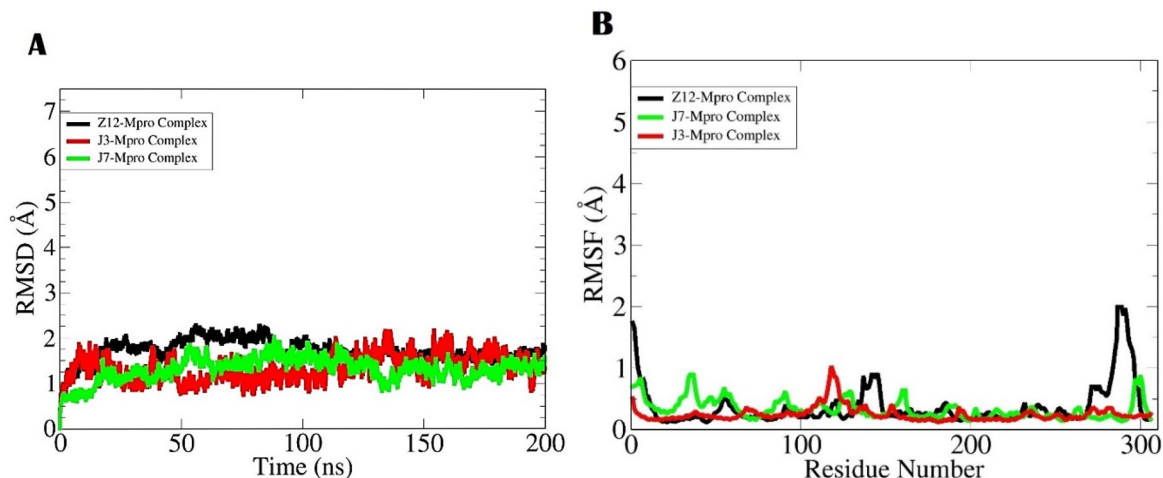 A
7
6
5
4
3
2
1
0
RMSD (Å)
Z12-Mpro Complex
J3-Mpro Complex
J7-Mpro Complex
0 50 100 150 200
Time (ns)
B
6
5
4
3
2
1
0
RMSF (Å)
Z12-Mpro Complex
J7-Mpro Complex
J3-Mpro Complex
0 100 200 300
Residue Number